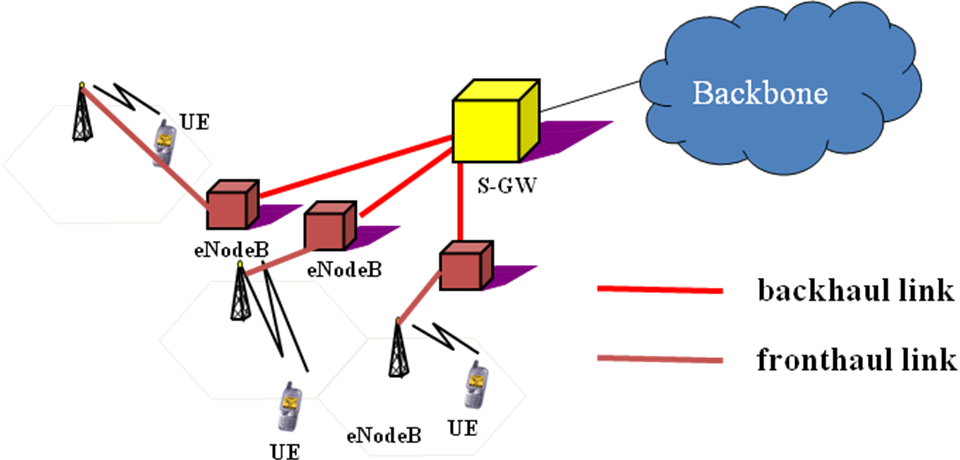 Backbone
UE
S-GW
eNodeB
eNodeB
backhaul link
fronthaul link
eNodeB
UE
UE